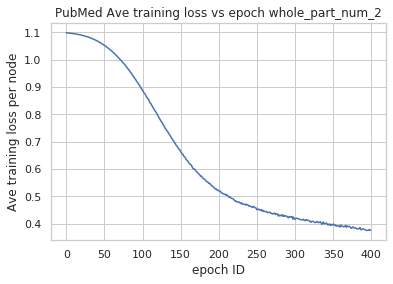 PubMed Ave training loss vs epoch whole_part_num_2
Ave training loss per node
1.1
1.0
0.9
0.8
0.7
0.6
0.5
0.4
0 50 100 150 200 250 300 350 400
epoch ID